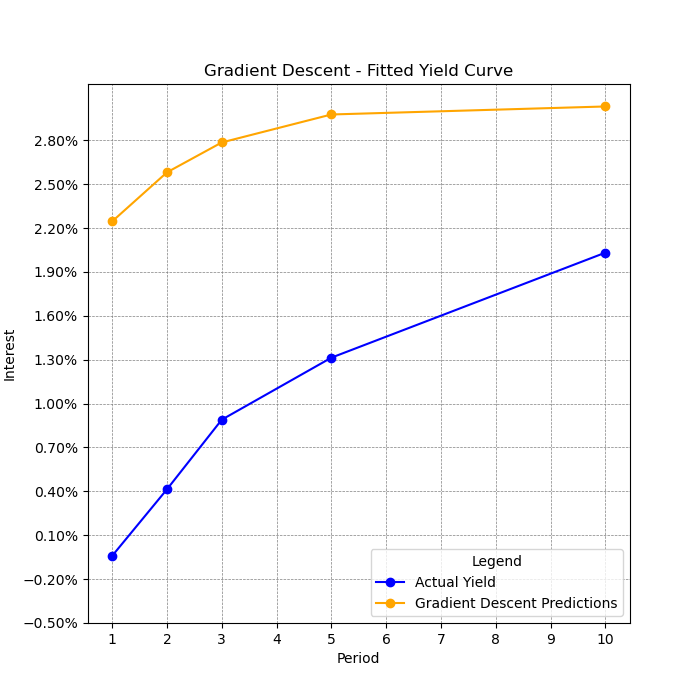 Gradient Descent - Fitted Yield Curve
Interest
2.80%
2.50%
2.20%
1.90%
1.60%
1.30%
1.00%
0.70%
0.40%
0.10%
−0.20%
−0.50%
Legend
Actual Yield
Gradient Descent Predictions
1 2 3 4 5 6 7 8 9 10
Period